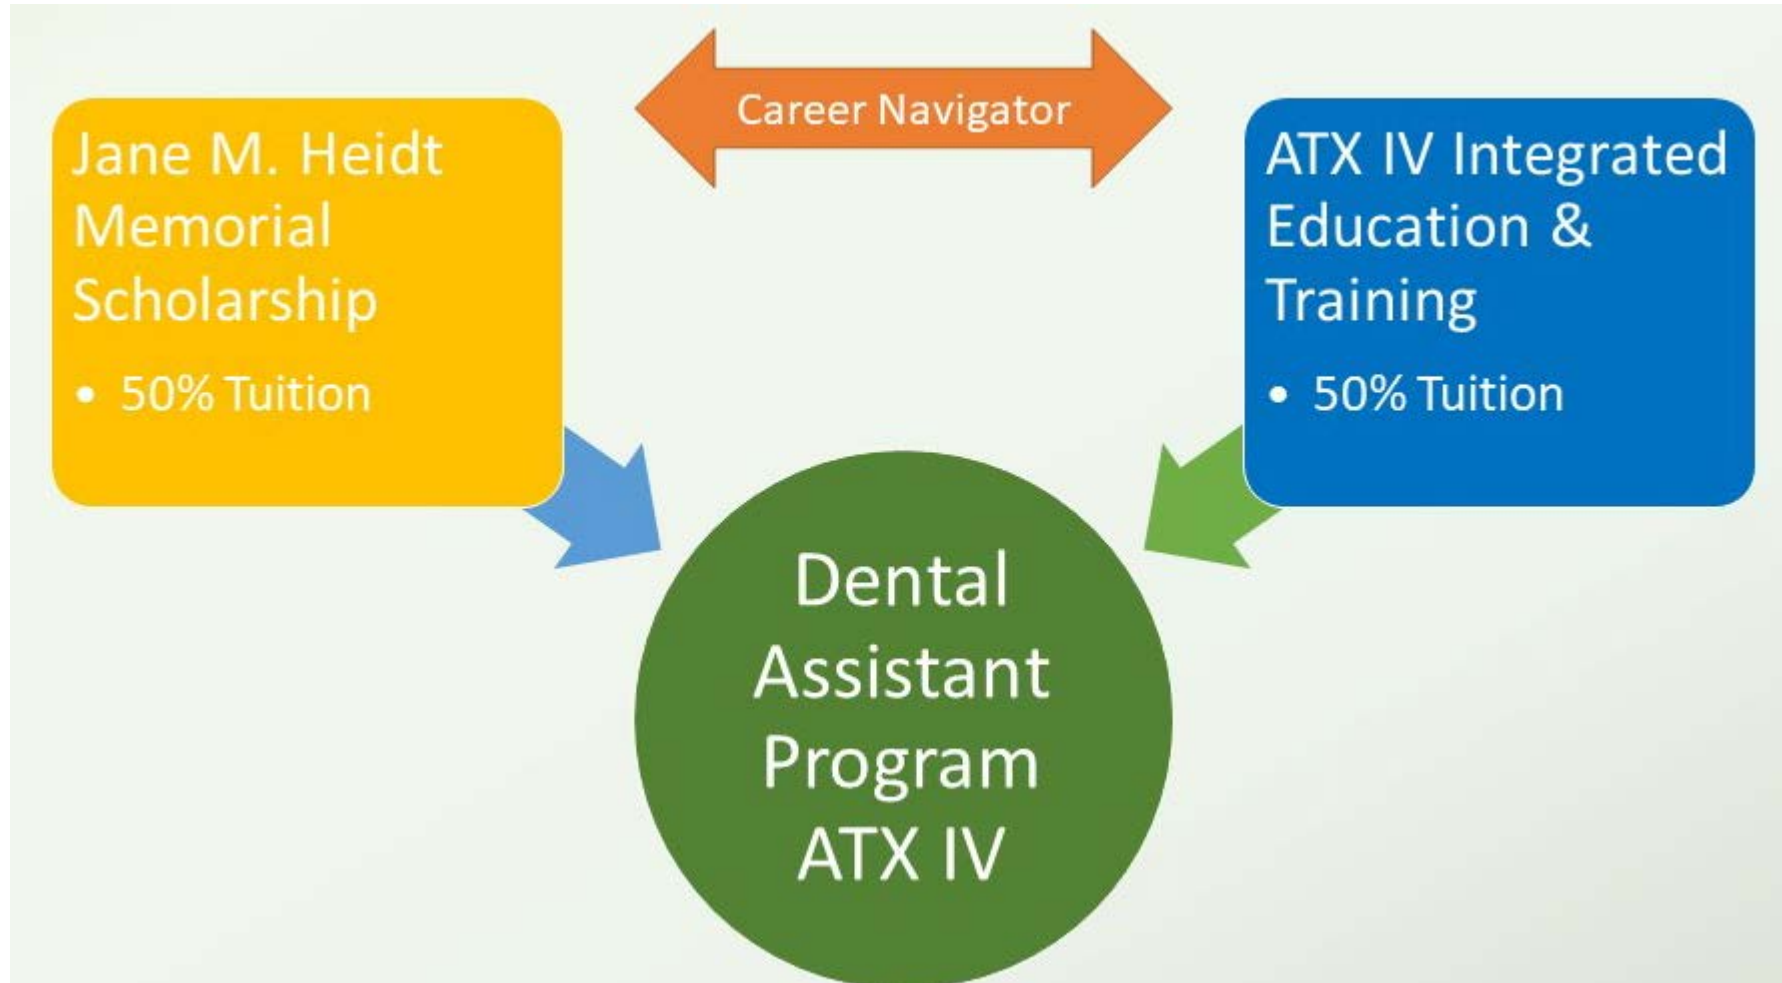 Career Navigator
Jane M. Heidt
Memorial
Scholarship
• 50% Tuition
ATX IV Integrated
Education &
Training
• 50% Tuition
Dental
Assistant
Program
ATX IV